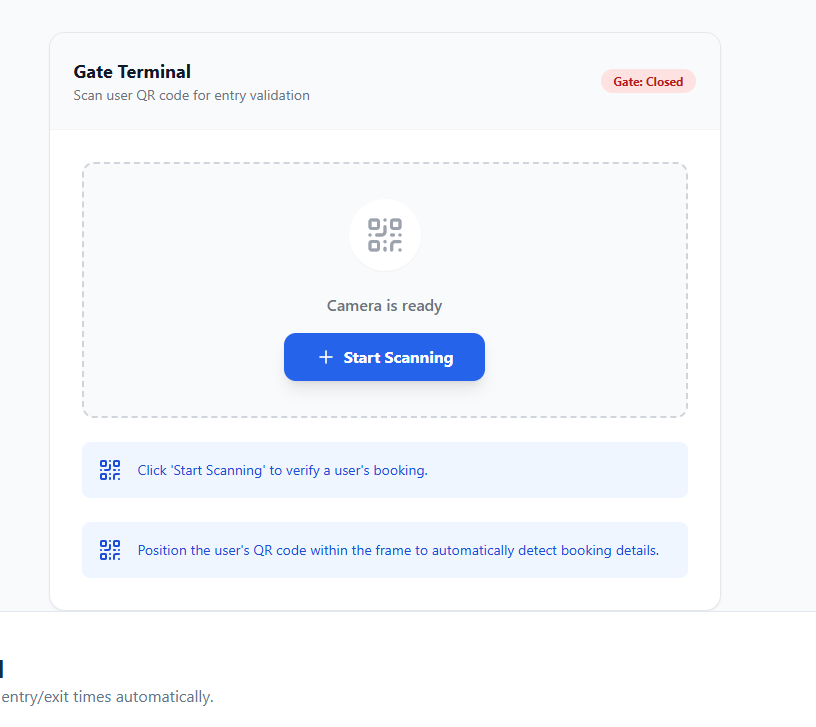 Gate Terminal
Scan user QR code for entry validation
Gate: Closed
Camera is ready
Start Scanning
Click 'Start Scanning' to verify a user's booking.
Position the user's QR code within the frame to automatically detect booking details.
entry/exit times automatically.